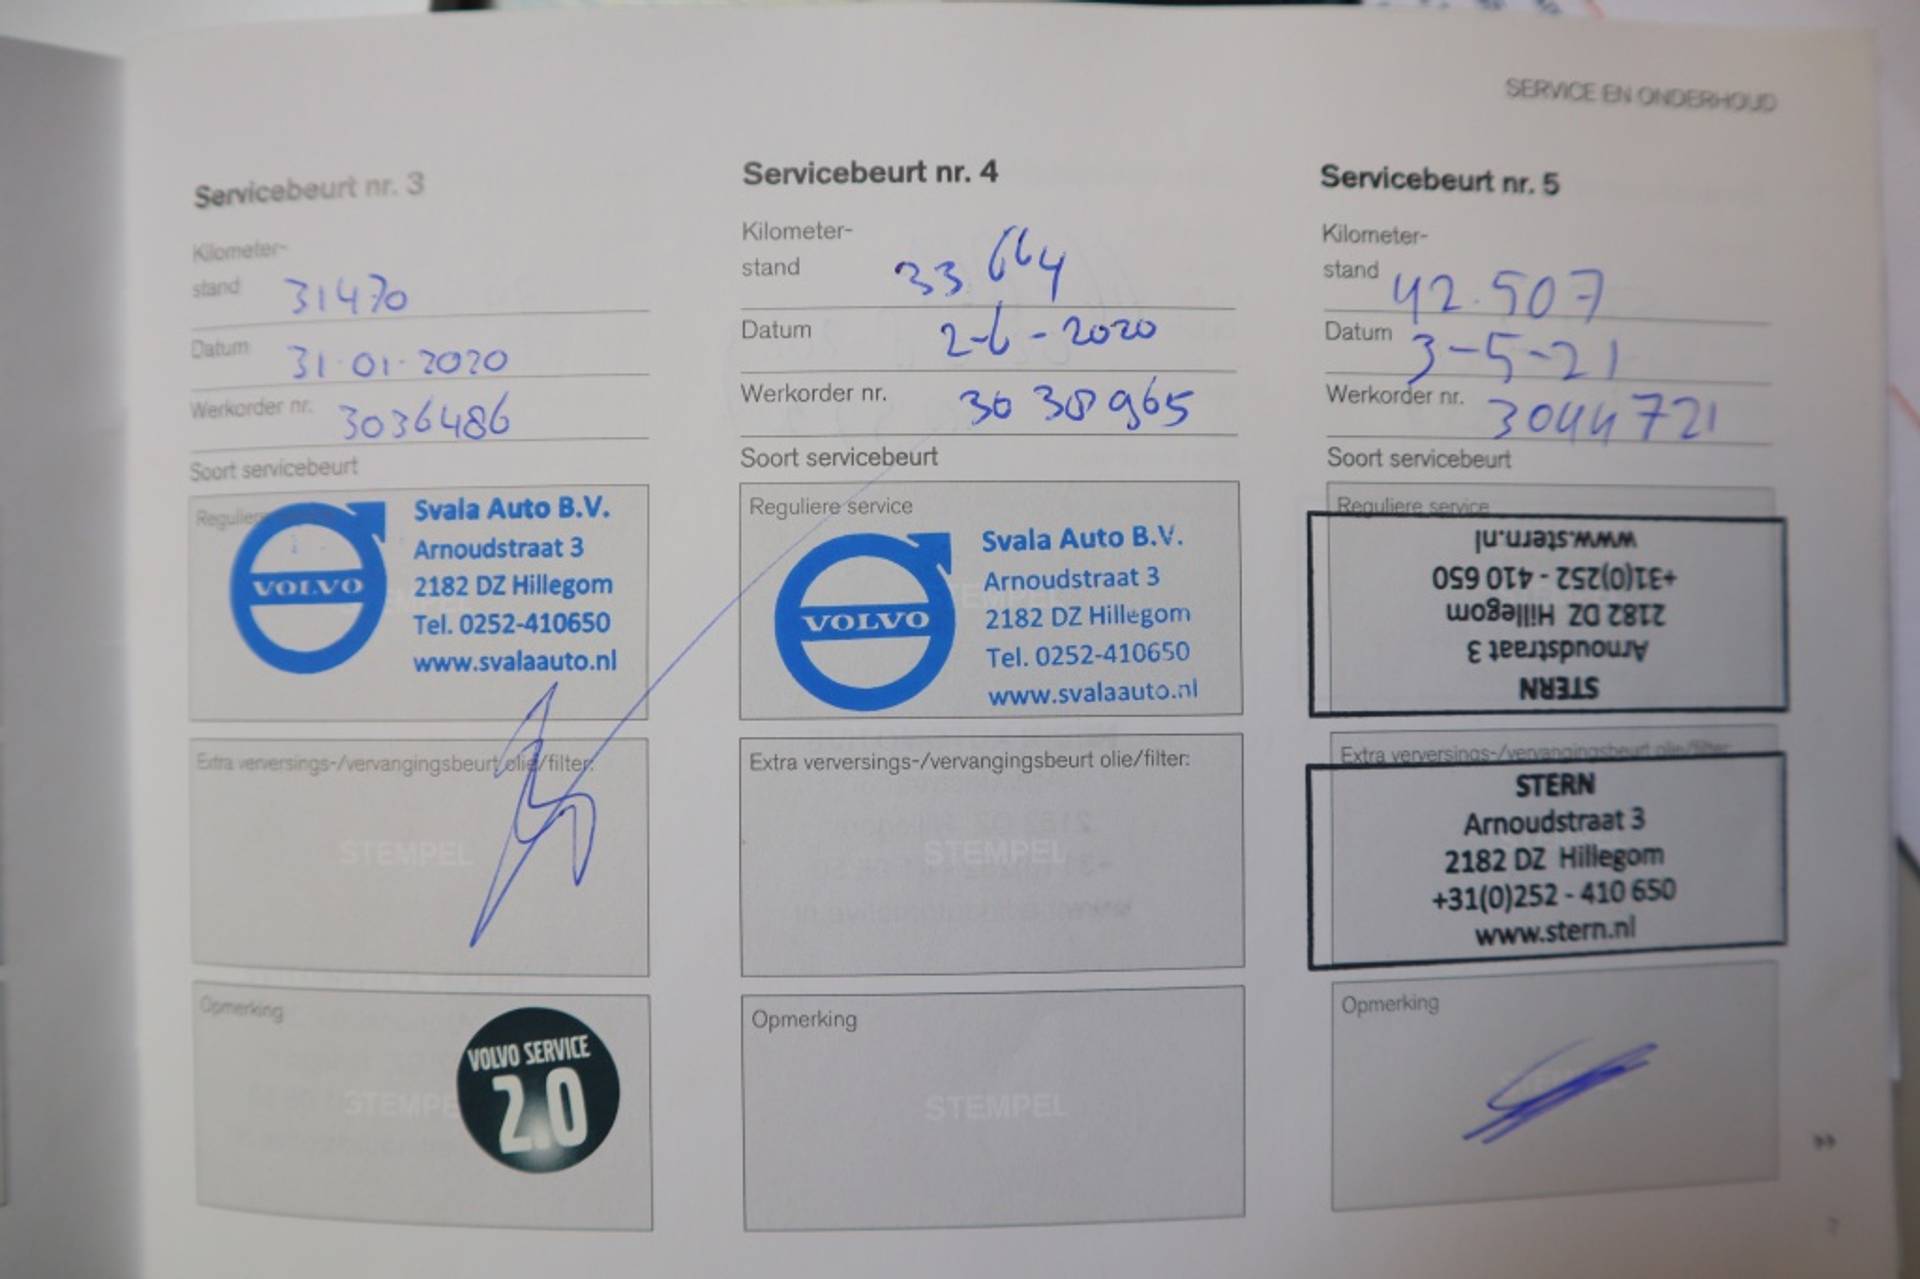 SERVICE EN ONDERHOUD
Servicebeurt nr. 3
Kilometer-
stand 31470
Datum 31-01-2020
Werkorder nr. 3036486
Soort servicebeurt
Svala Auto B.V.
Arnoudstraat 3
2182 DZ Hillegom
Tel. 0252-410650
www.svalaauto.nl
VOLVO
Extra verversings-/vervangingsbeurt olie/filter:
STEMPEL
Opmerking
VOLVO SERVICE
2.0
STEMPEL
Servicebeurt nr. 4
Kilometer-
stand 33664
Datum 2-6-2020
Werkorder nr. 3038965
Soort servicebeurt
Reguliere service
Svala Auto B.V.
Arnoudstraat 3
2182 DZ Hillegom
Tel. 0252-410650
www.svalaauto.nl
VOLVO
STEMPEL
Extra verversings-/vervangingsbeurt olie/filter:
STEMPEL
Opmerking
STEMPEL
Servicebeurt nr. 5
Kilometer-
stand 42.507
Datum 3-5-21
Werkorder nr. 3044721
Soort servicebeurt
Reguliere service
STERN
Arnoudstraat 3
2182 DZ Hillegom
+31(0)252 - 410 650
www.stern.nl
Extra verversings-/vervangingsbeurt olie/filter:
STERN
Arnoudstraat 3
2182 DZ Hillegom
+31(0)252 - 410 650
www.stern.nl
Opmerking
7